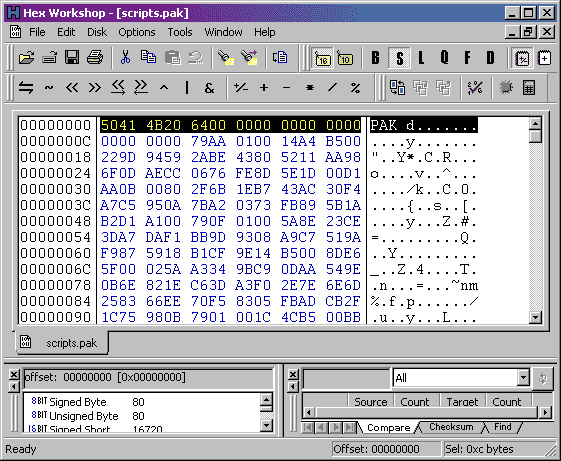 Hex Workshop - [scripts.pak]
File Edit Disk Options Tools Window Help
16 10 B S L Q F D
00000000 5041 4B20 6400 0000 0000 0000 PAK d.......
0000000C 0000 0000 79AA 0100 14A4 B500 ....y.......
00000018 229D 9459 2ABE 4380 5211 AA98 "..Y*.C.R...
00000024 6F0D AECC 0676 FE8D 5E1D 00D1 o....v..^...
00000030 AA0B 0080 2F6B 1EB7 43AC 30F4 ..../k..C.0.
0000003C A7C5 950A 7BA2 0373 FB89 5B1A ....{..s..[.
00000048 B2D1 A100 790F 0100 5A8E 23CE ....y...Z.#.
00000054 3DA7 DAF1 BB9D 9308 A9C7 519A =.........Q.
00000060 F987 5918 B1CF 9E14 B500 8DE6 ..Y.........
0000006C 5F00 025A A334 9BC9 0DAA 549E _..Z.4....T.
00000078 0B6E 821E C63D A3F0 2E7E 6E6D .n...=...~nm
00000084 2583 66EE 70F5 8305 FBAD CB2F %.f.p....../
00000090 1C75 980B 7901 001C 4CB5 00BB .u..y...L...
scripts.pak
offset: 00000000 [0x00000000]
8BIT Signed Byte 80
8BIT Unsigned Byte 80
16BIT Signed Short 16720
All
Source Count Target Count
Compare Checksum Find
Ready Offset: 00000000 Sel: 0xc bytes